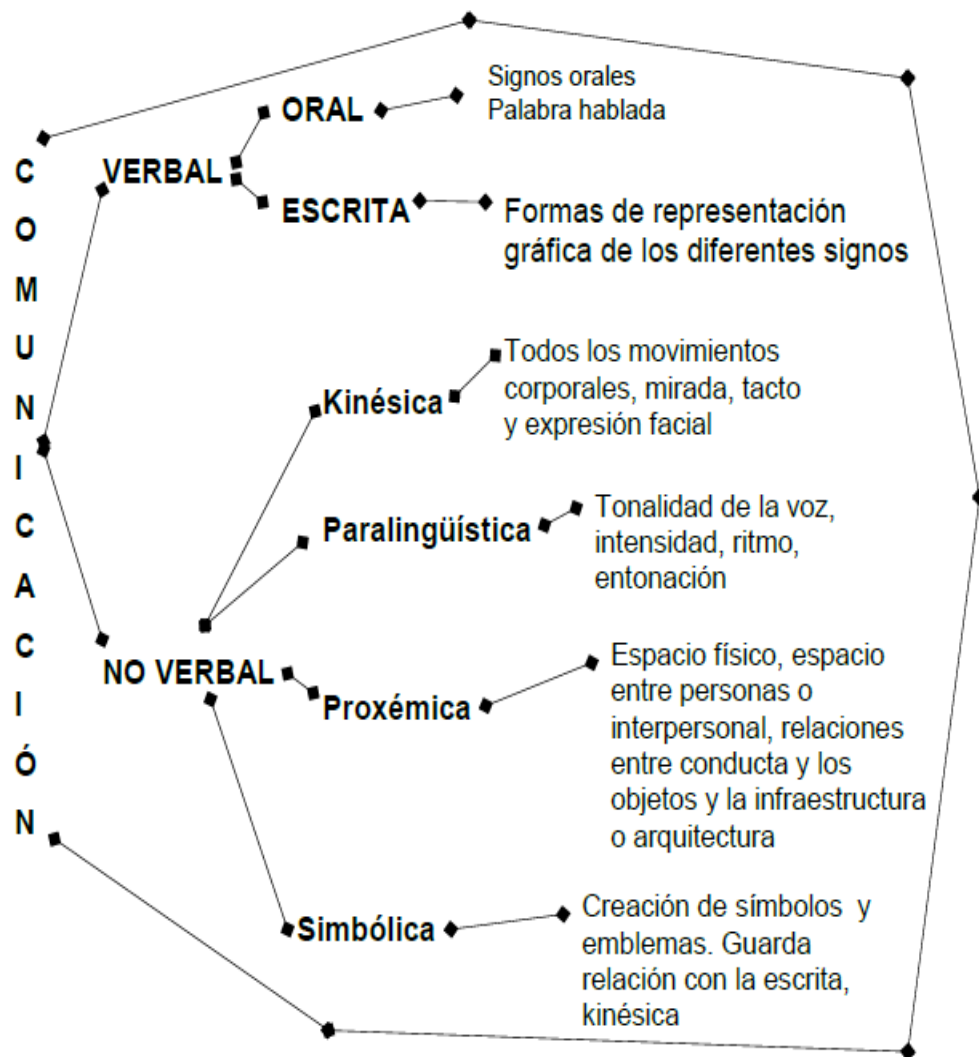 COMUNICACIÓN
VERBAL
ORAL
Signos orales
Palabra hablada
ESCRITA
Formas de representación
gráfica de los diferentes signos
NO VERBAL
Kinésica
Todos los movimientos
corporales, mirada, tacto
y expresión facial
Paralingüística
Tonalidad de la voz,
intensidad, ritmo,
entonación
Proxémica
Espacio físico, espacio
entre personas o
interpersonal, relaciones
entre conducta y los
objetos y la infraestructura
o arquitectura
Simbólica
Creación de símbolos y
emblemas. Guarda
relación con la escrita,
kinésica